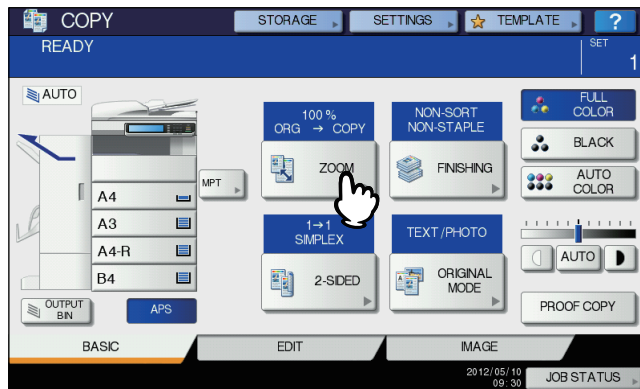 COPY
STORAGE
SETTINGS
TEMPLATE
?
READY
SET
1
AUTO
100 %
ORG → COPY
ZOOM
NON-SORT
NON-STAPLE
FINISHING
FULL
COLOR
BLACK
AUTO
COLOR
MPT
A4
A3
A4-R
B4
1→1
SIMPLEX
2-SIDED
TEXT/PHOTO
ORIGINAL
MODE
AUTO
OUTPUT
BIN
APS
PROOF COPY
BASIC
EDIT
IMAGE
2012/05/10
09:30
JOB STATUS